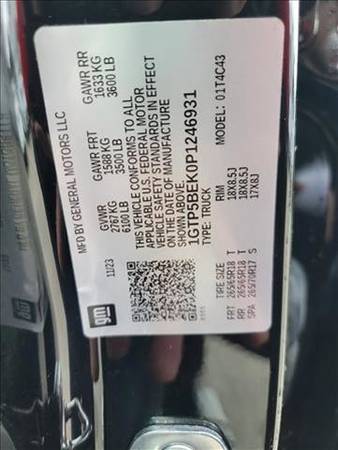 MFD BY GENERAL MOTORS LLC
11/23
GVWR
2767 KG
6100 LB
GAWR FRT
1588 KG
3500 LB
GAWR RR
1633 KG
3600 LB
THIS VEHICLE CONFORMS TO ALL
APPLICABLE U.S. FEDERAL MOTOR
VEHICLE SAFETY STANDARDS IN EFFECT
ON THE DATE OF MANUFACTURE
1GTP5BEK0P1246931
TYPE: TRUCK
MODEL: 01T4C43
TIRE SIZE
RIM
FRT 265/65R18 T 18X8.5J
RR 265/65R18 T 18X8.5J
SPA 265/70R17 S 17X8J
gm